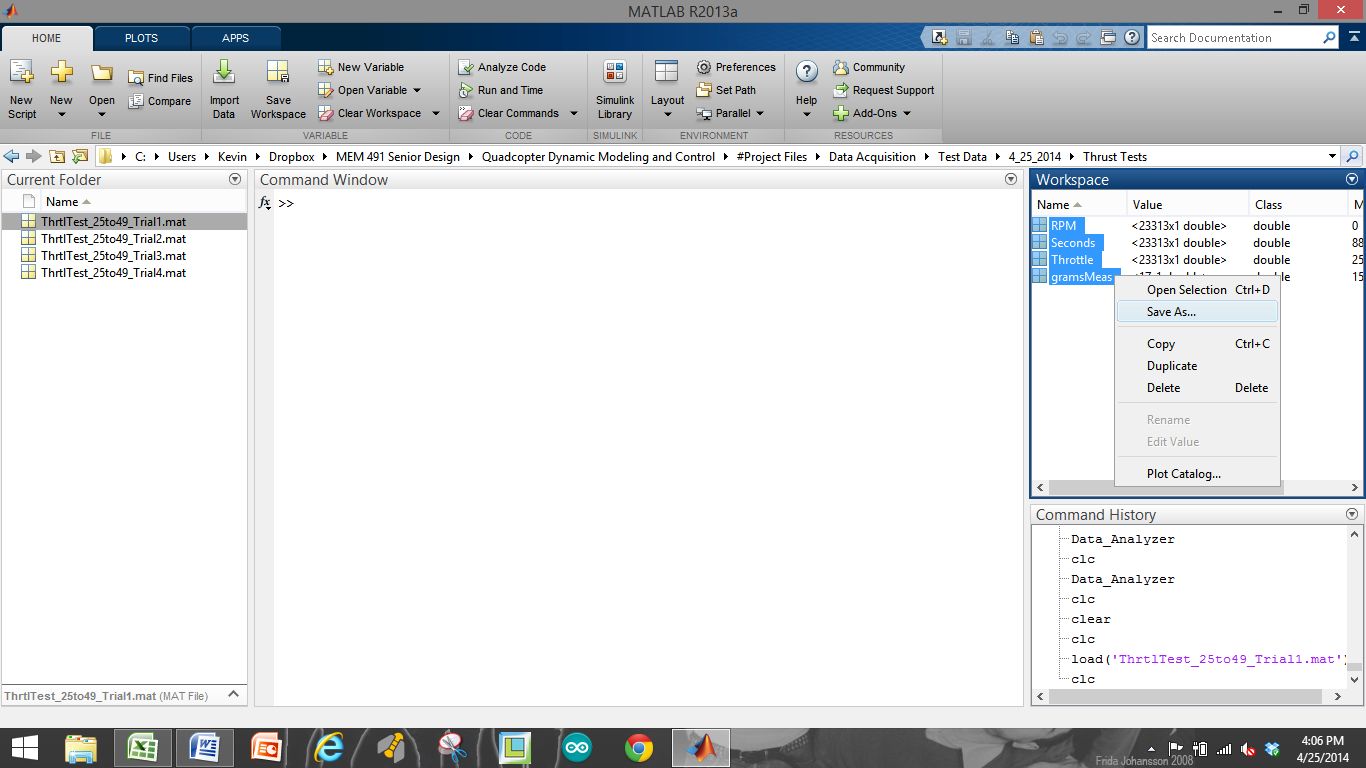 MATLAB R2013a
HOME PLOTS APPS
Search Documentation
New Script
New
Open
Find Files
Compare
FILE
Import Data
Save Workspace
New Variable
Open Variable
Clear Workspace
VARIABLE
Analyze Code
Run and Time
Clear Commands
CODE
Simulink Library
SIMULINK
Layout
Preferences
Set Path
Parallel
ENVIRONMENT
Help
Community
Request Support
Add-Ons
RESOURCES
C: Users Kevin Dropbox MEM 491 Senior Design Quadcopter Dynamic Modeling and Control #Project Files Data Acquisition Test Data 4_25_2014 Thrust Tests
Current Folder
Name
ThrtlTest_25to49_Trial1.mat
ThrtlTest_25to49_Trial2.mat
ThrtlTest_25to49_Trial3.mat
ThrtlTest_25to49_Trial4.mat
ThrtlTest_25to49_Trial1.mat (MAT File)
Command Window
fx >>
Workspace
Name Value Class M
RPM <23313x1 double> double 0
Seconds <23313x1 double> double 88
Throttle <23313x1 double> double 25
gramsMeas 15
Open Selection Ctrl+D
Save As...
Copy Ctrl+C
Duplicate
Delete Delete
Rename
Edit Value
Plot Catalog...
Command History
Data_Analyzer
clc
Data_Analyzer
clc
clear
clc
load('ThrtlTest_25to49_Trial1.mat')
clc
4:06 PM
4/25/2014
Frida Johansson 2008